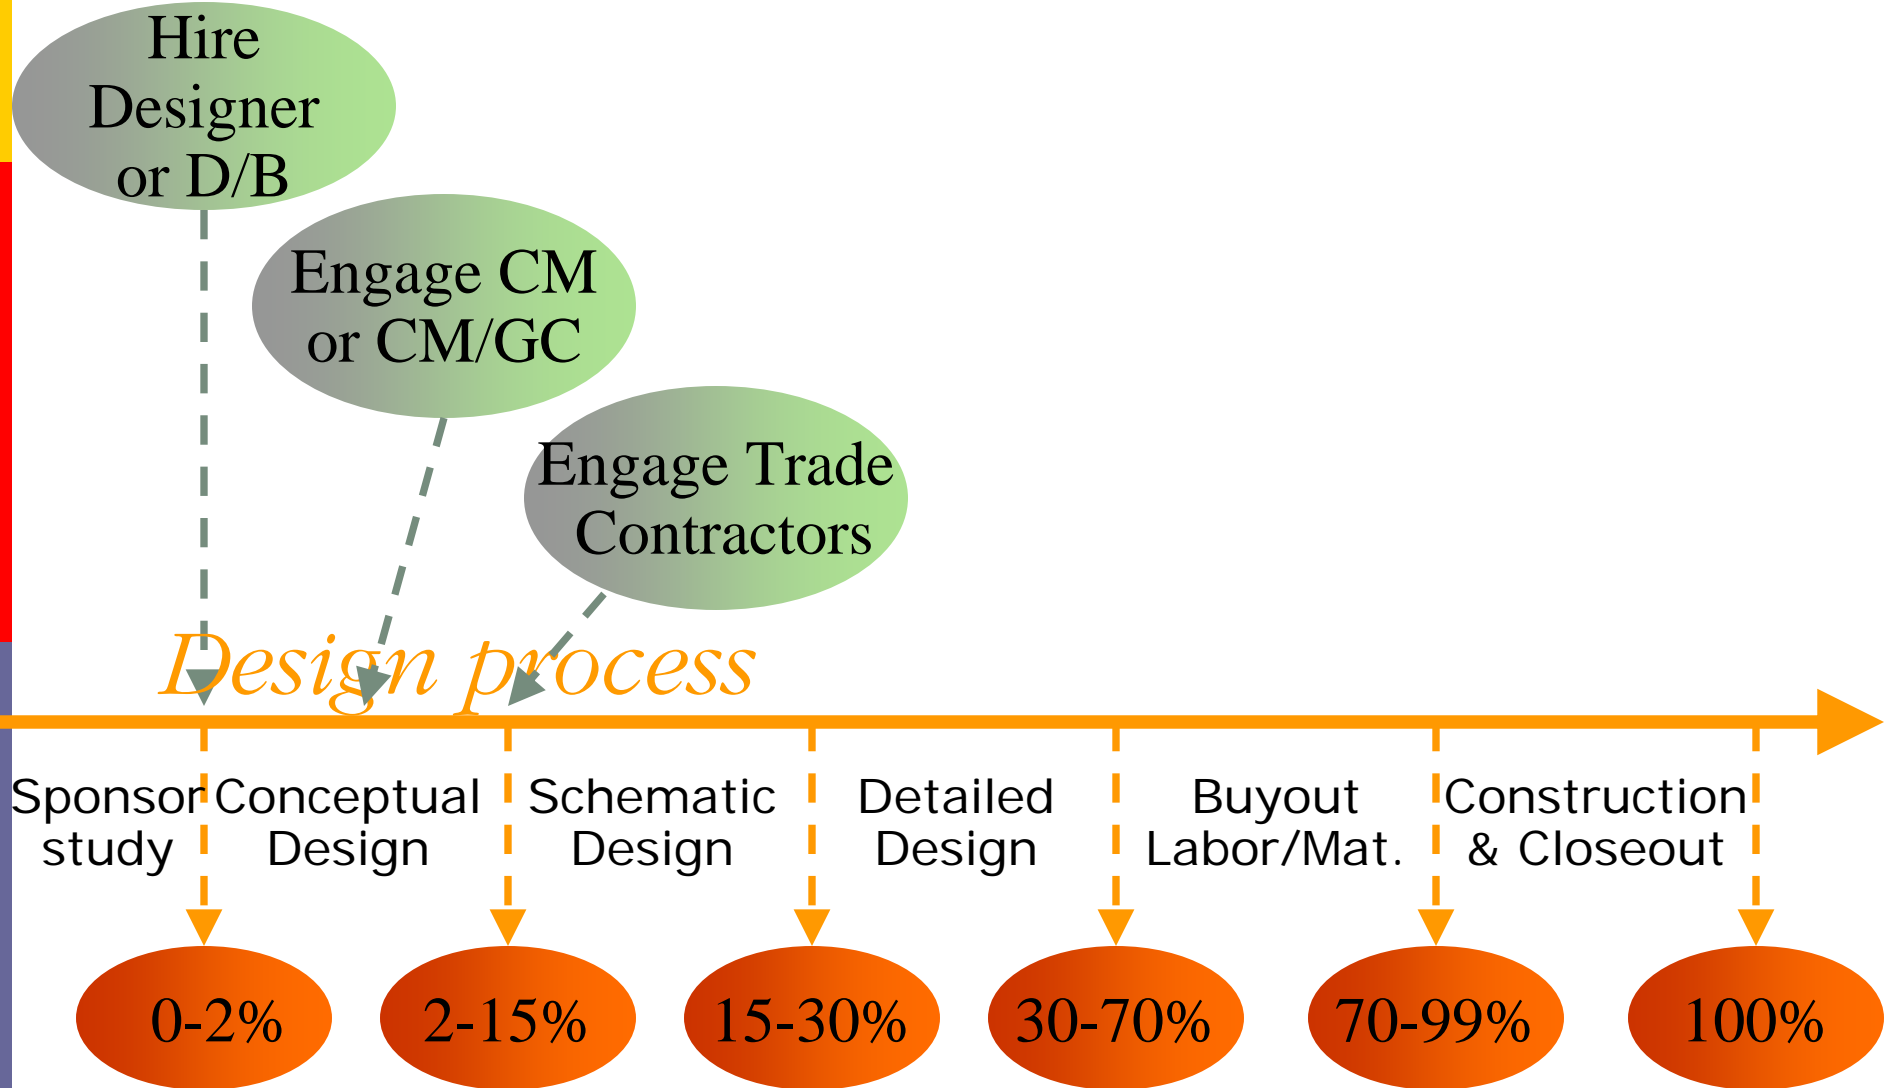 Hire
Designer
or D/B
Engage CM
or CM/GC
Engage Trade
Contractors
Design process
Sponsor
study
Conceptual
Design
Schematic
Design
Detailed
Design
Buyout
Labor/Mat.
Construction
& Closeout
0-2%
2-15%
15-30%
30-70%
70-99%
100%